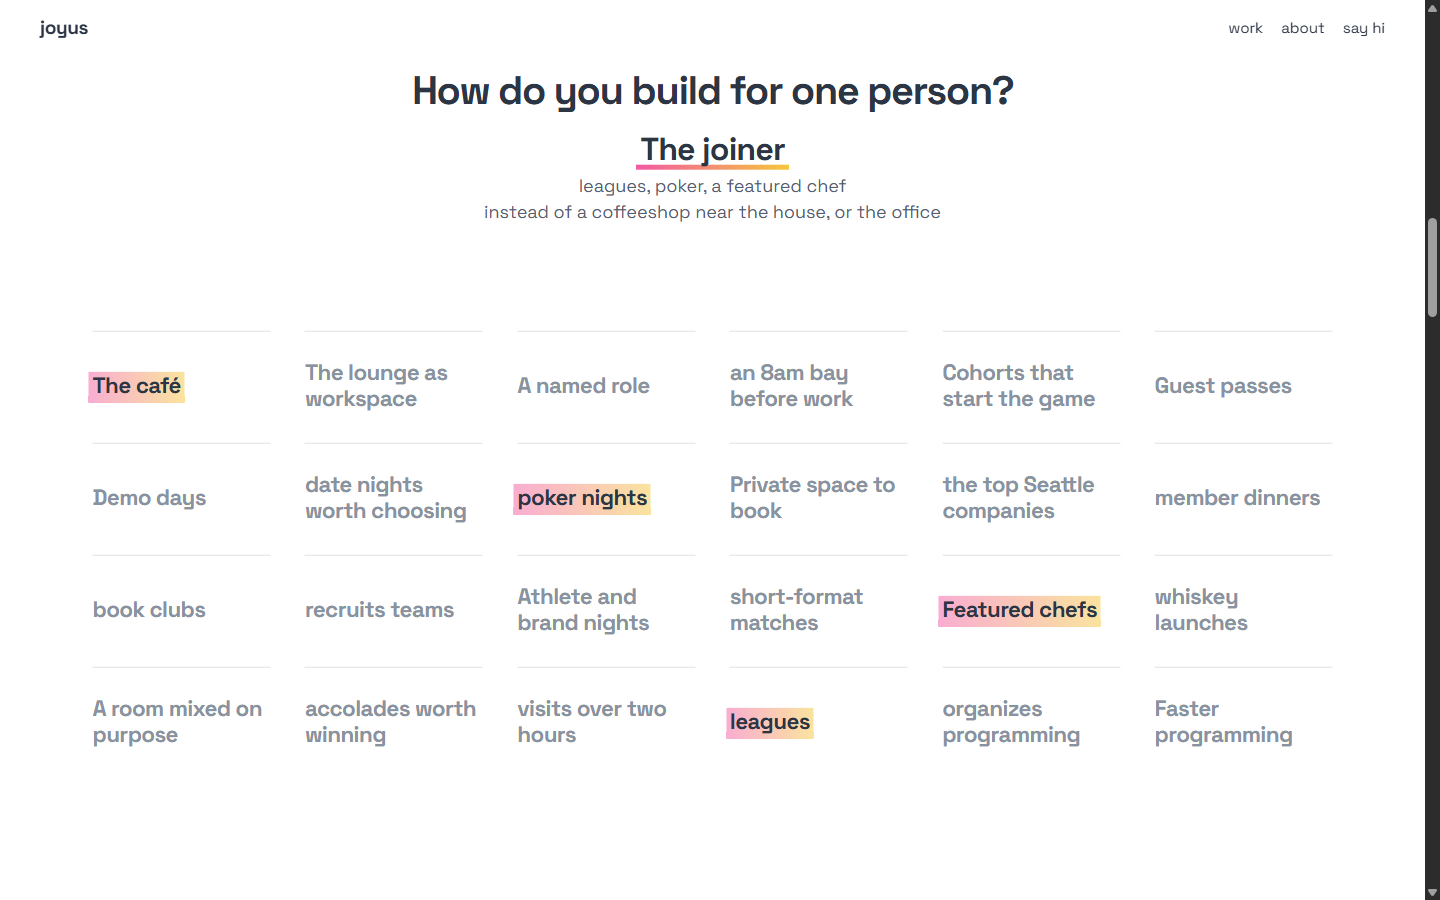 joyus
work about say hi
How do you build for one person?
The joiner
leagues, poker, a featured chef
instead of a coffeeshop near the house, or the office
The café
The lounge as
workspace
A named role
an 8am bay
before work
Cohorts that
start the game
Guest passes
Demo days
date nights
worth choosing
poker nights
Private space to
book
the top Seattle
companies
member dinners
book clubs
recruits teams
Athlete and
brand nights
short-format
matches
Featured chefs
whiskey
launches
A room mixed on
purpose
accolades worth
winning
visits over two
hours
leagues
organizes
programming
Faster
programming